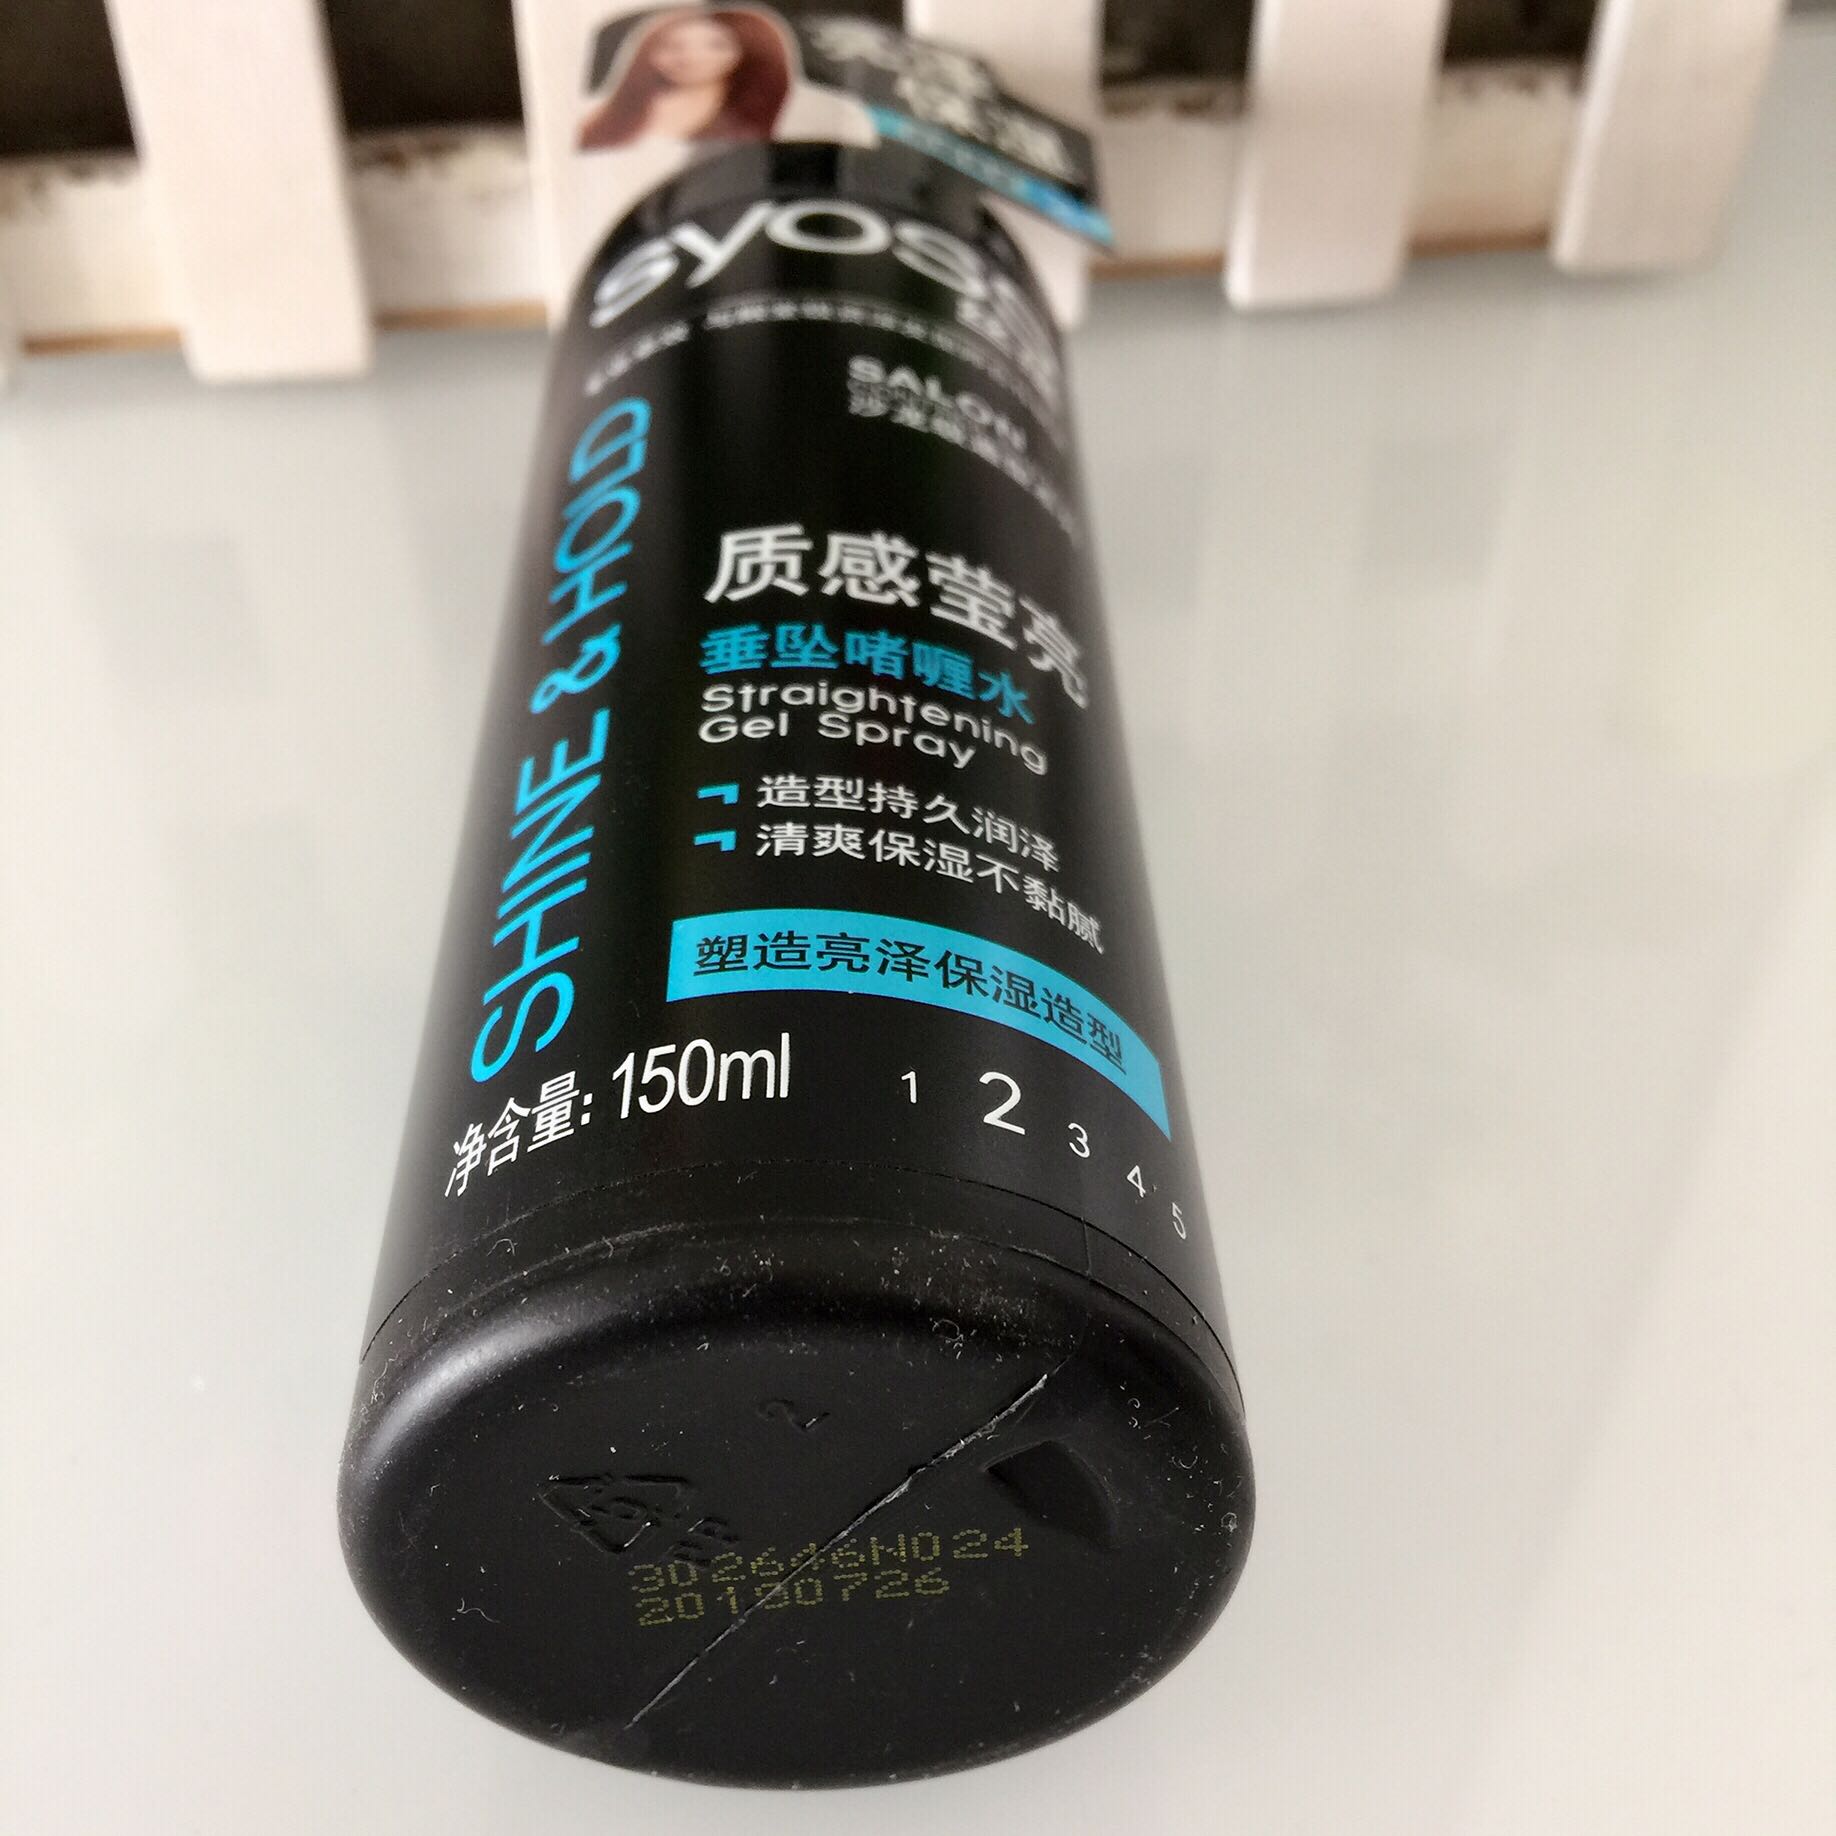 syoss
SALON
SHINE & HOLD
质感莹亮
垂坠啫喱水
Straightening
Gel Spray
造型持久润泽
清爽保湿不黏腻
塑造亮泽保湿造型
净含量: 150ml
1 2 3 4 5
2
302646N024
20180726